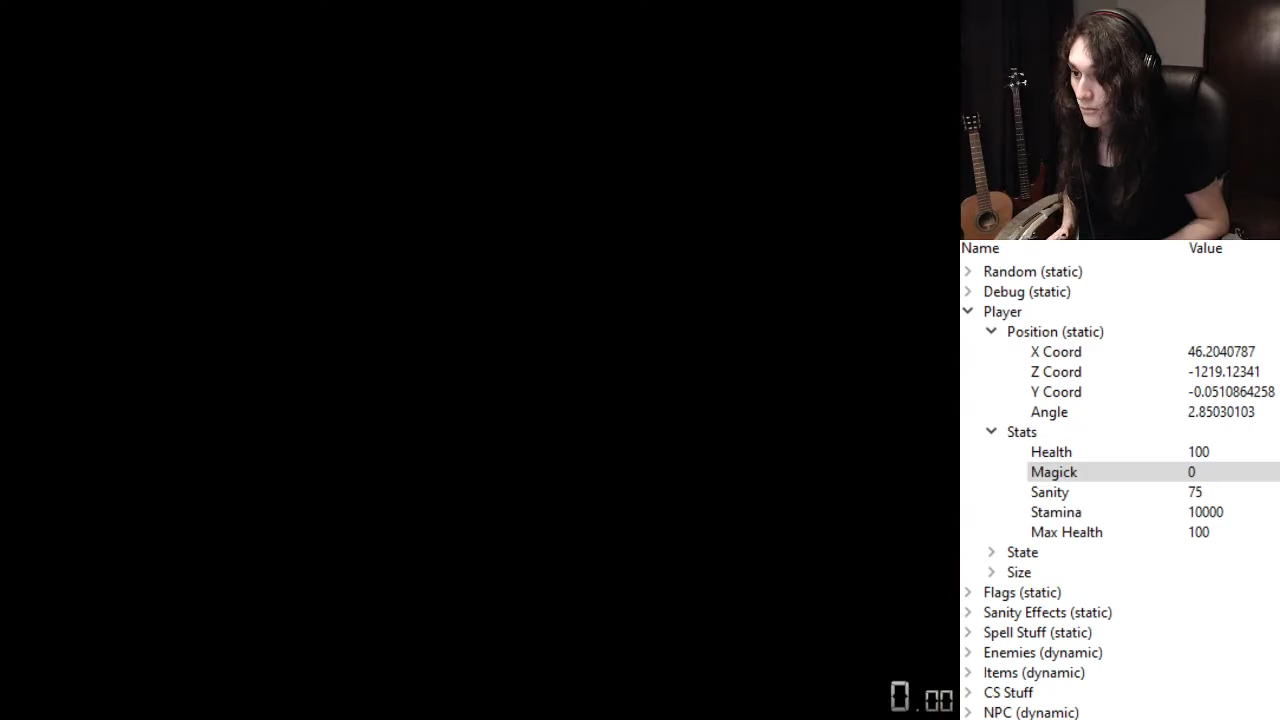 Name Value
Random (static)
Debug (static)
Player
Position (static)
X Coord 46.2040787
Z Coord -1219.12341
Y Coord -0.0510864258
Angle 2.85030103
Stats
Health 100
Magick 0
Sanity 75
Stamina 10000
Max Health 100
State
Size
Flags (static)
Sanity Effects (static)
Spell Stuff (static)
Enemies (dynamic)
Items (dynamic)
CS Stuff
NPC (dynamic)
0.00